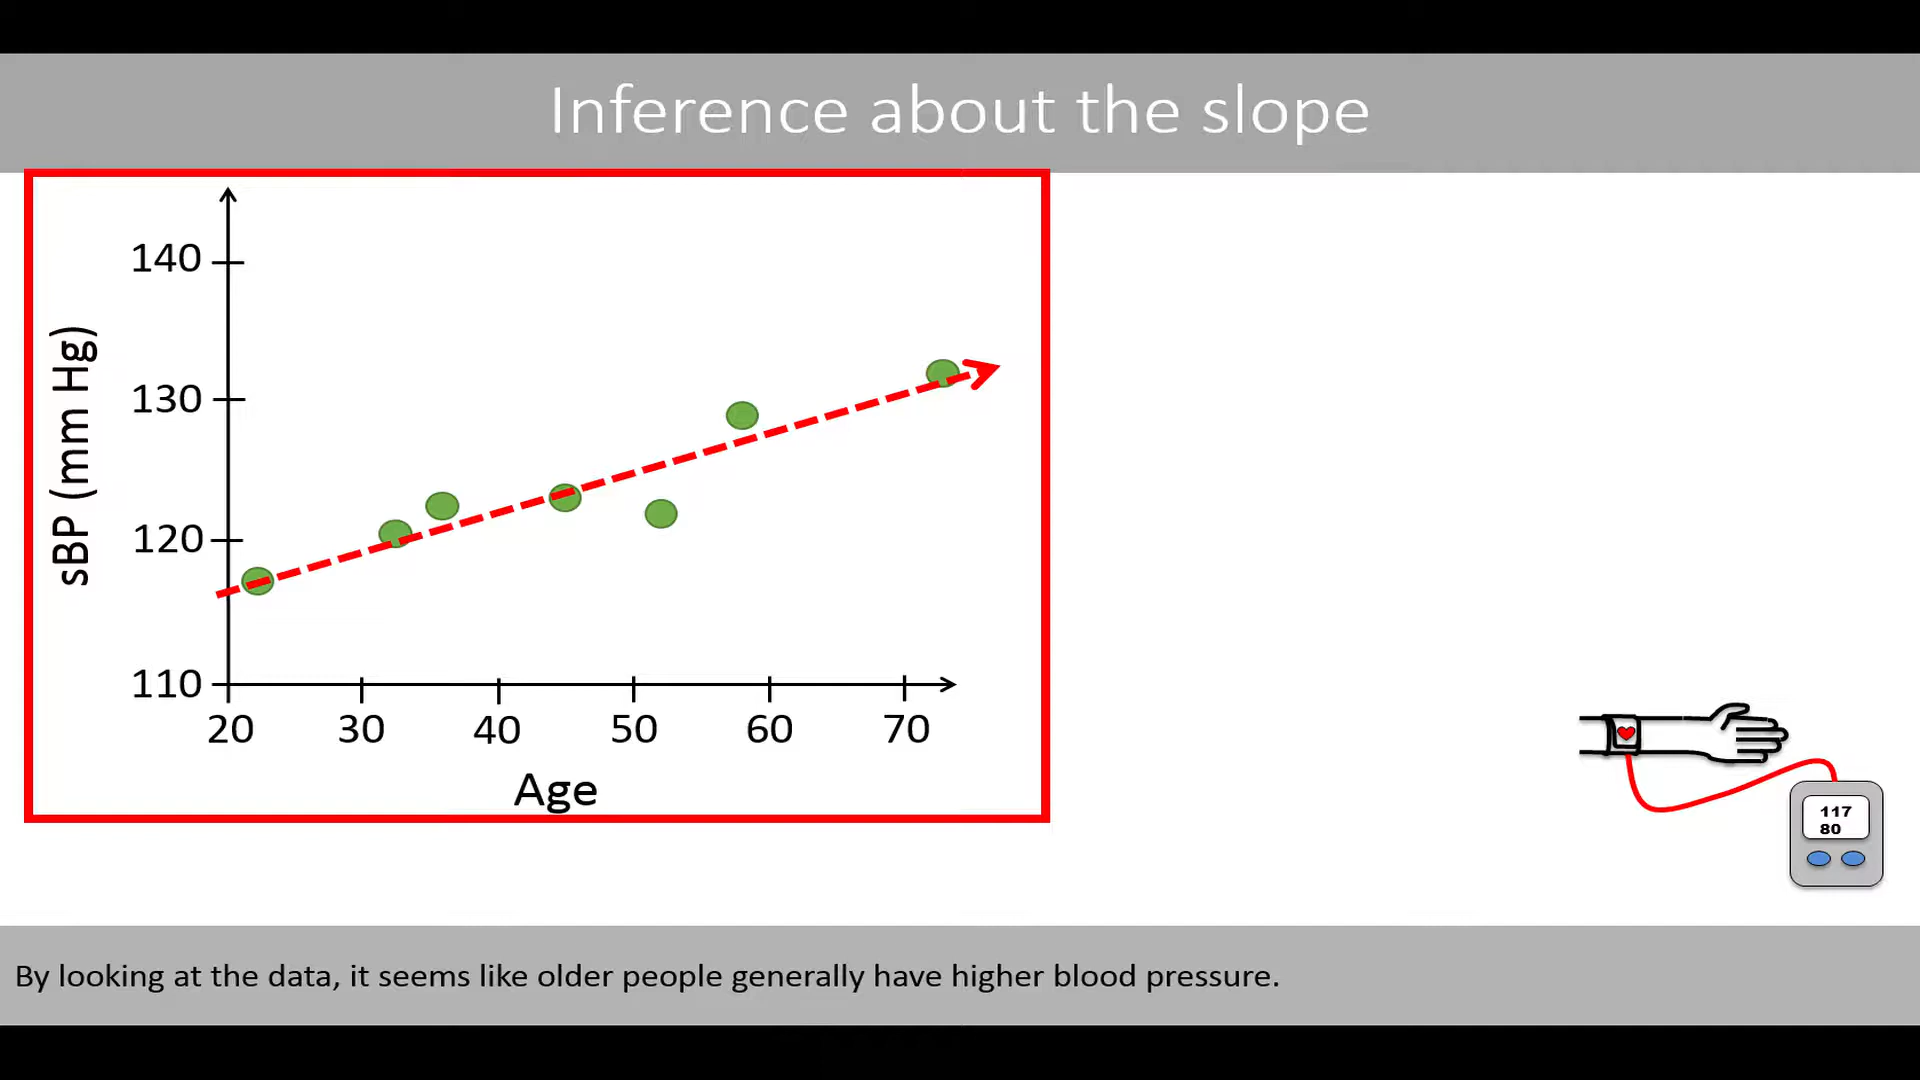 Inference about the slope
sBP (mm Hg)
140
130
120
110
20 30 40 50 60 70
Age
117
80
By looking at the data, it seems like older people generally have higher blood pressure.